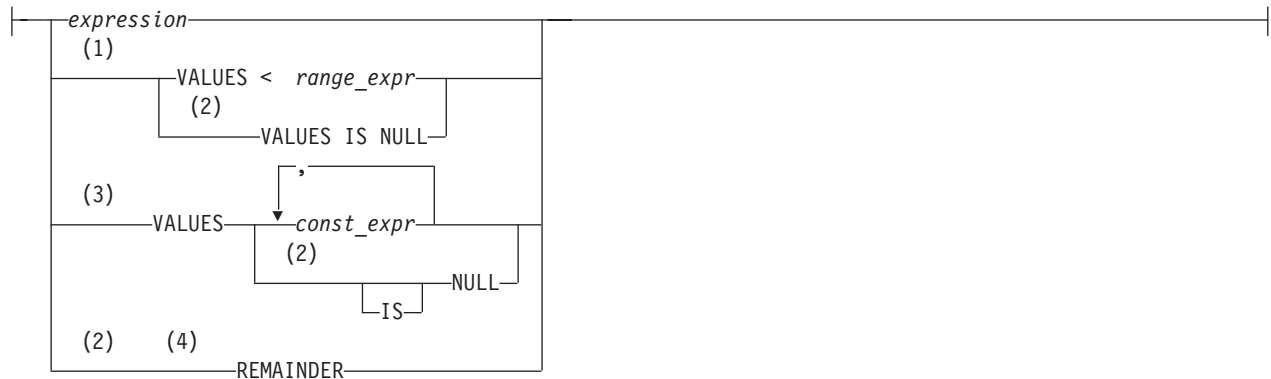 expression
(1)
VALUES < range_expr
(2)
VALUES IS NULL
,
(3)
VALUES const_expr
(2)
NULL
IS
(2) (4)
REMAINDER